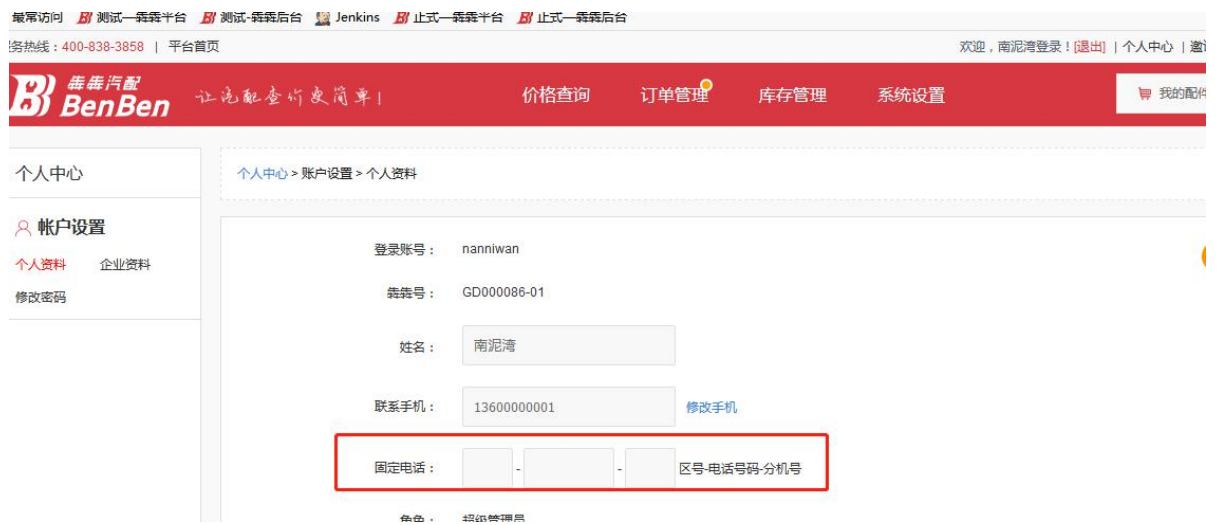 最常访问 测试—犇犇平台 测试-犇犇后台 Jenkins 正式—犇犇平台 正式—犇犇后台
务热线：400-838-3858 | 平台首页 欢迎，南泥湾登录！[退出] | 个人中心 | 邀
犇犇汽配
BenBen 让汽配查价更简单！ 价格查询 订单管理 库存管理 系统设置 我的配件
个人中心 个人中心 > 账户设置 > 个人资料
帐户设置
个人资料 企业资料
修改密码
登录账号： nanniwan
犇犇号： GD000086-01
姓名： 南泥湾
联系手机： 13600000001 修改手机
固定电话： - - 区号-电话号码-分机号
角色： 超级管理员